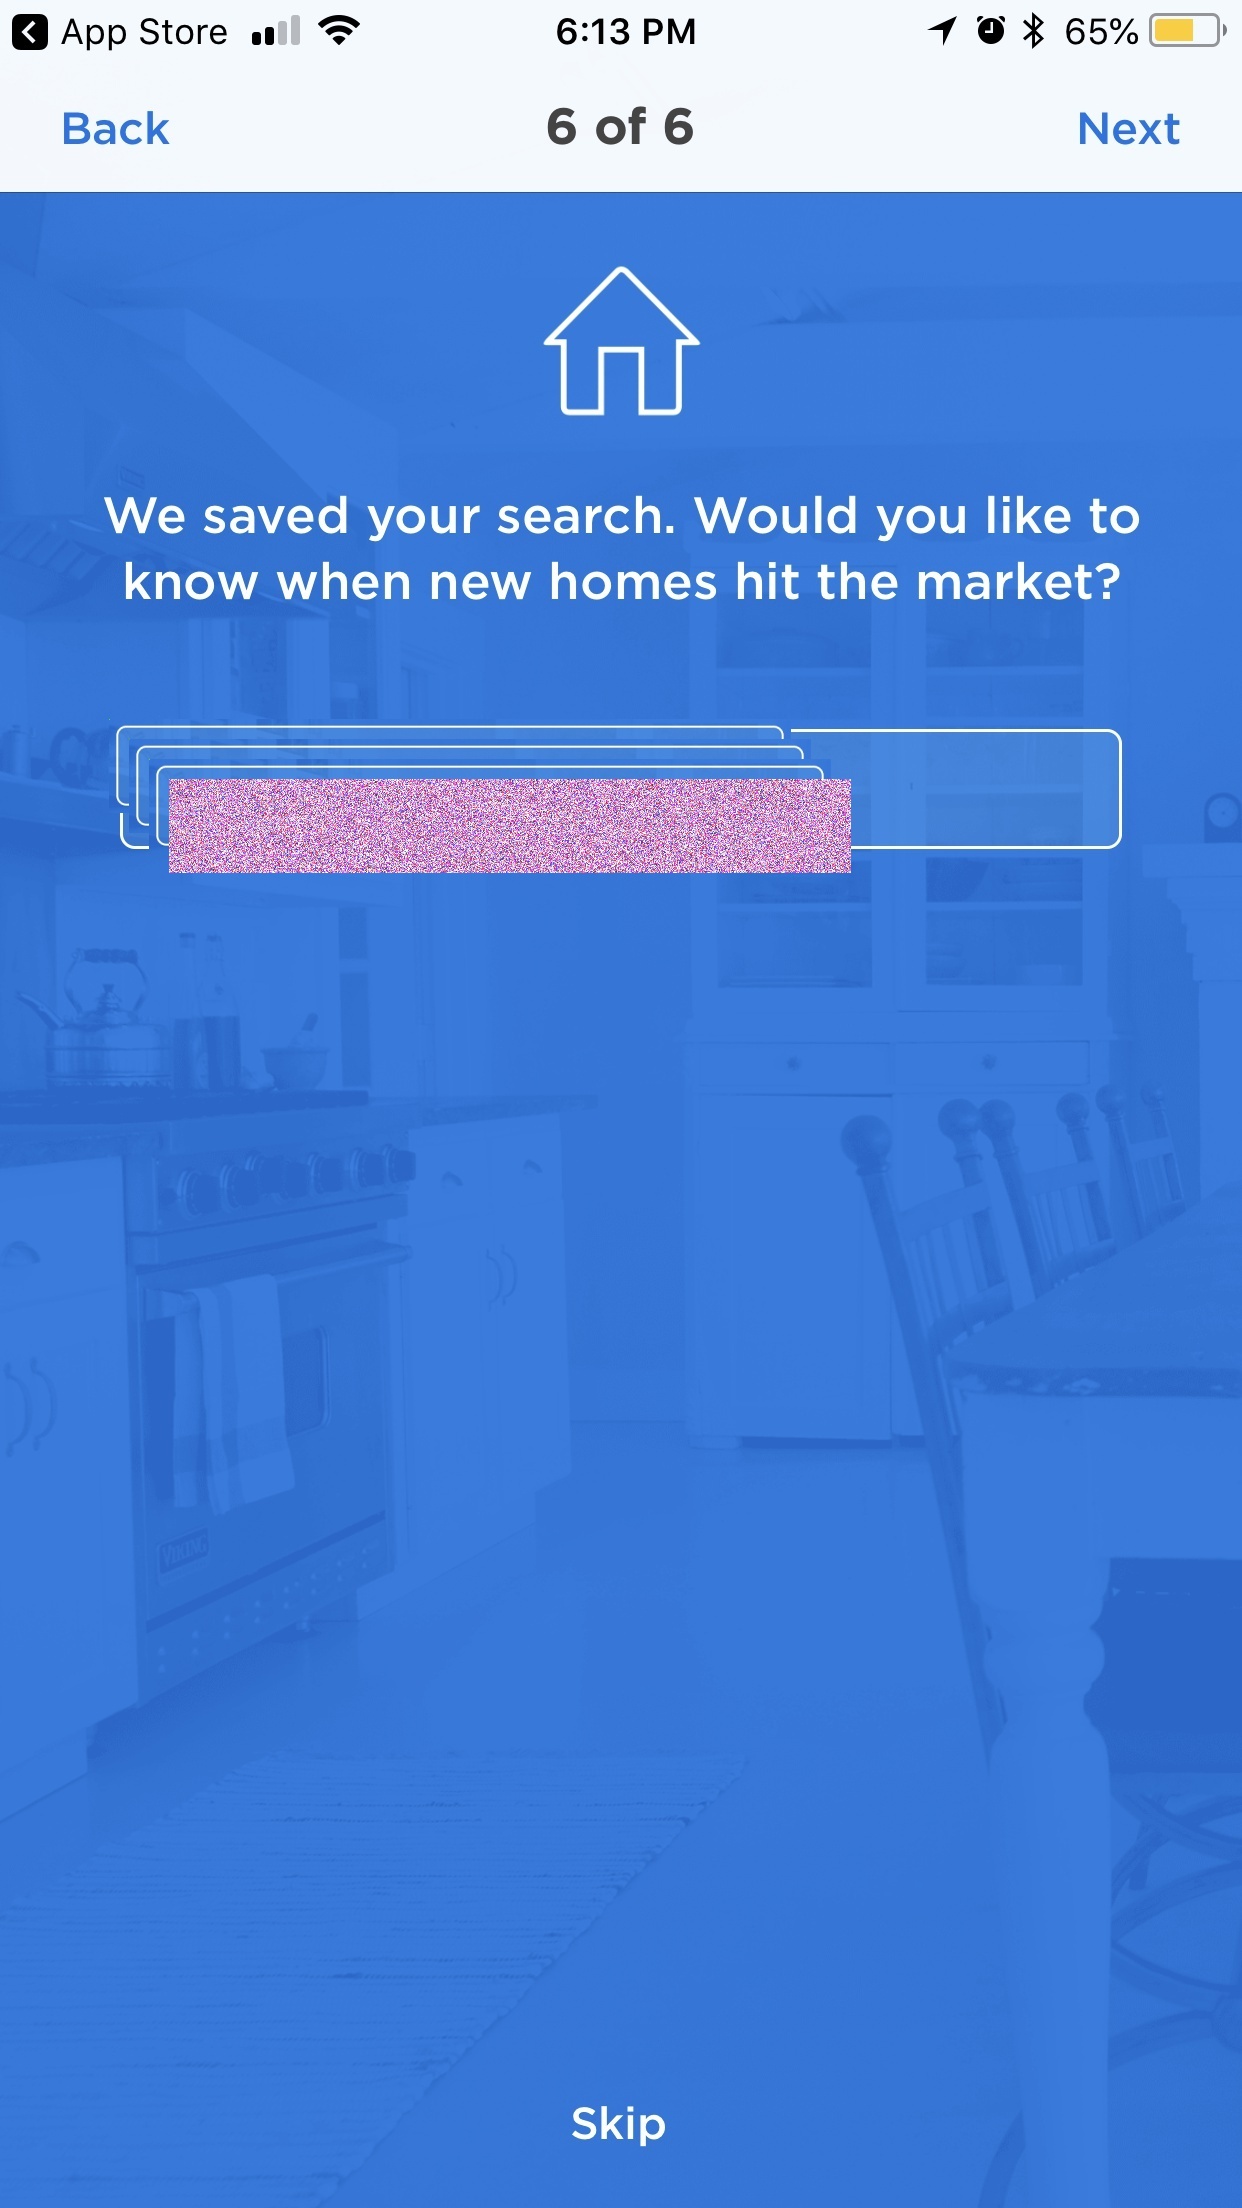 App Store
6:13 PM
65%
Back
6 of 6
Next
We saved your search. Would you like to
know when new homes hit the market?
VIKING
Skip